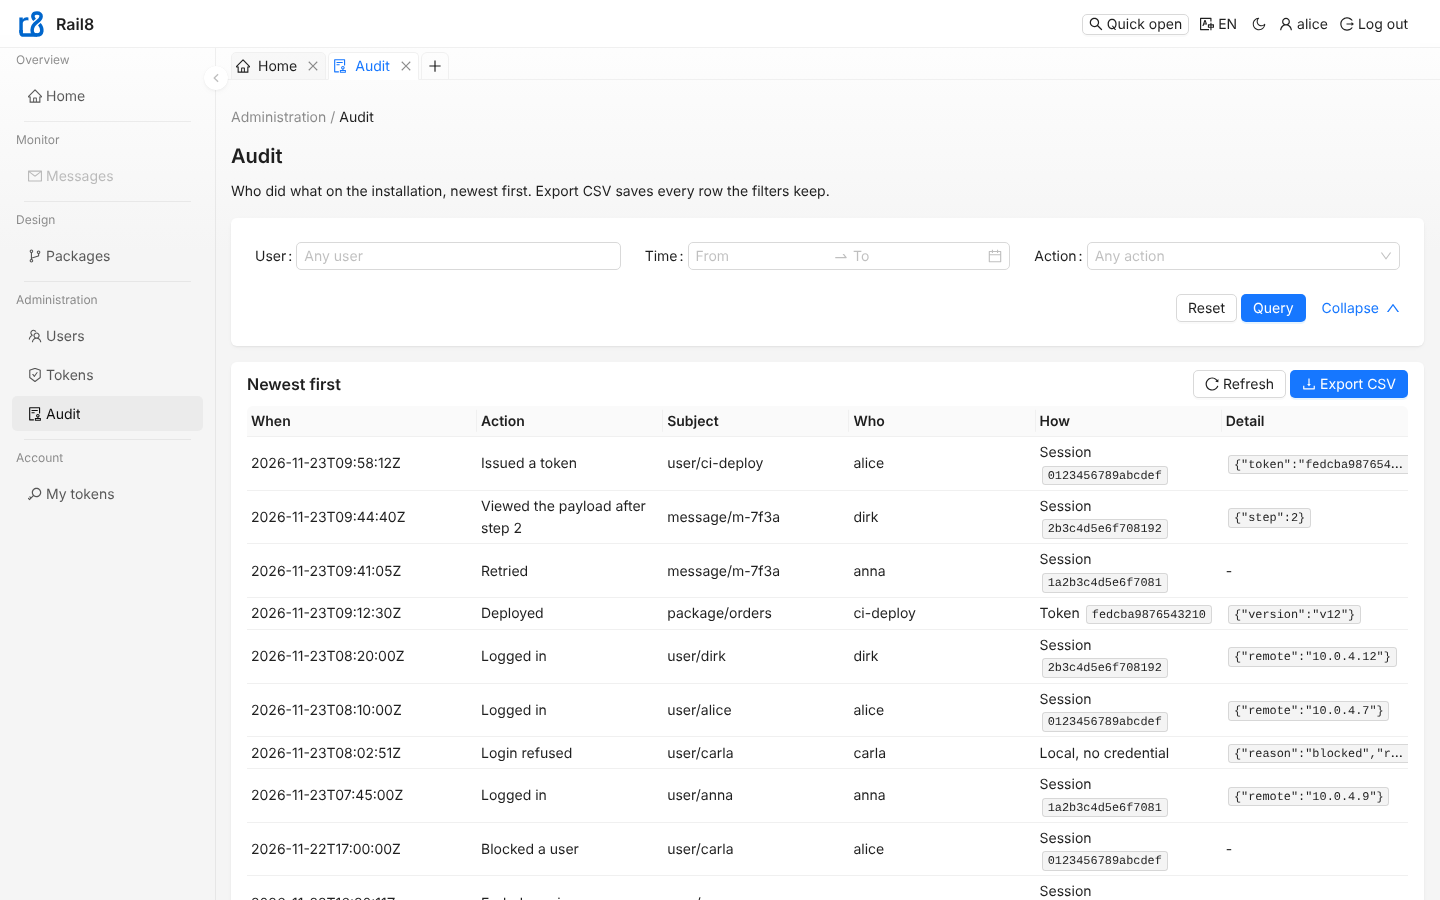 Rail8
Quick open
EN
alice
Log out
Overview
Home
Monitor
Messages
Design
Packages
Administration
Users
Tokens
Audit
Account
My tokens
Home
Audit
Administration / Audit
Audit
Who did what on the installation, newest first. Export CSV saves every row the filters keep.
User: Any user
Time: From To
Action: Any action
Reset Query Collapse
Newest first
Refresh Export CSV
When Action Subject Who How Detail
2026-11-23T09:58:12Z Issued a token user/ci-deploy alice Session 0123456789abcdef {"token":"fedcba987654...
2026-11-23T09:44:40Z Viewed the payload after step 2 message/m-7f3a dirk Session 2b3c4d5e6f708192 {"step":2}
2026-11-23T09:41:05Z Retried message/m-7f3a anna Session 1a2b3c4d5e6f7081 -
2026-11-23T09:12:30Z Deployed package/orders ci-deploy Token fedcba9876543210 {"version":"v12"}
2026-11-23T08:20:00Z Logged in user/dirk dirk Session 2b3c4d5e6f708192 {"remote":"10.0.4.12"}
2026-11-23T08:10:00Z Logged in user/alice alice Session 0123456789abcdef {"remote":"10.0.4.7"}
2026-11-23T08:02:51Z Login refused user/carla carla Local, no credential {"reason":"blocked","r...
2026-11-23T07:45:00Z Logged in user/anna anna Session 1a2b3c4d5e6f7081 {"remote":"10.0.4.9"}
2026-11-22T17:00:00Z Blocked a user user/carla alice Session 0123456789abcdef -
Session